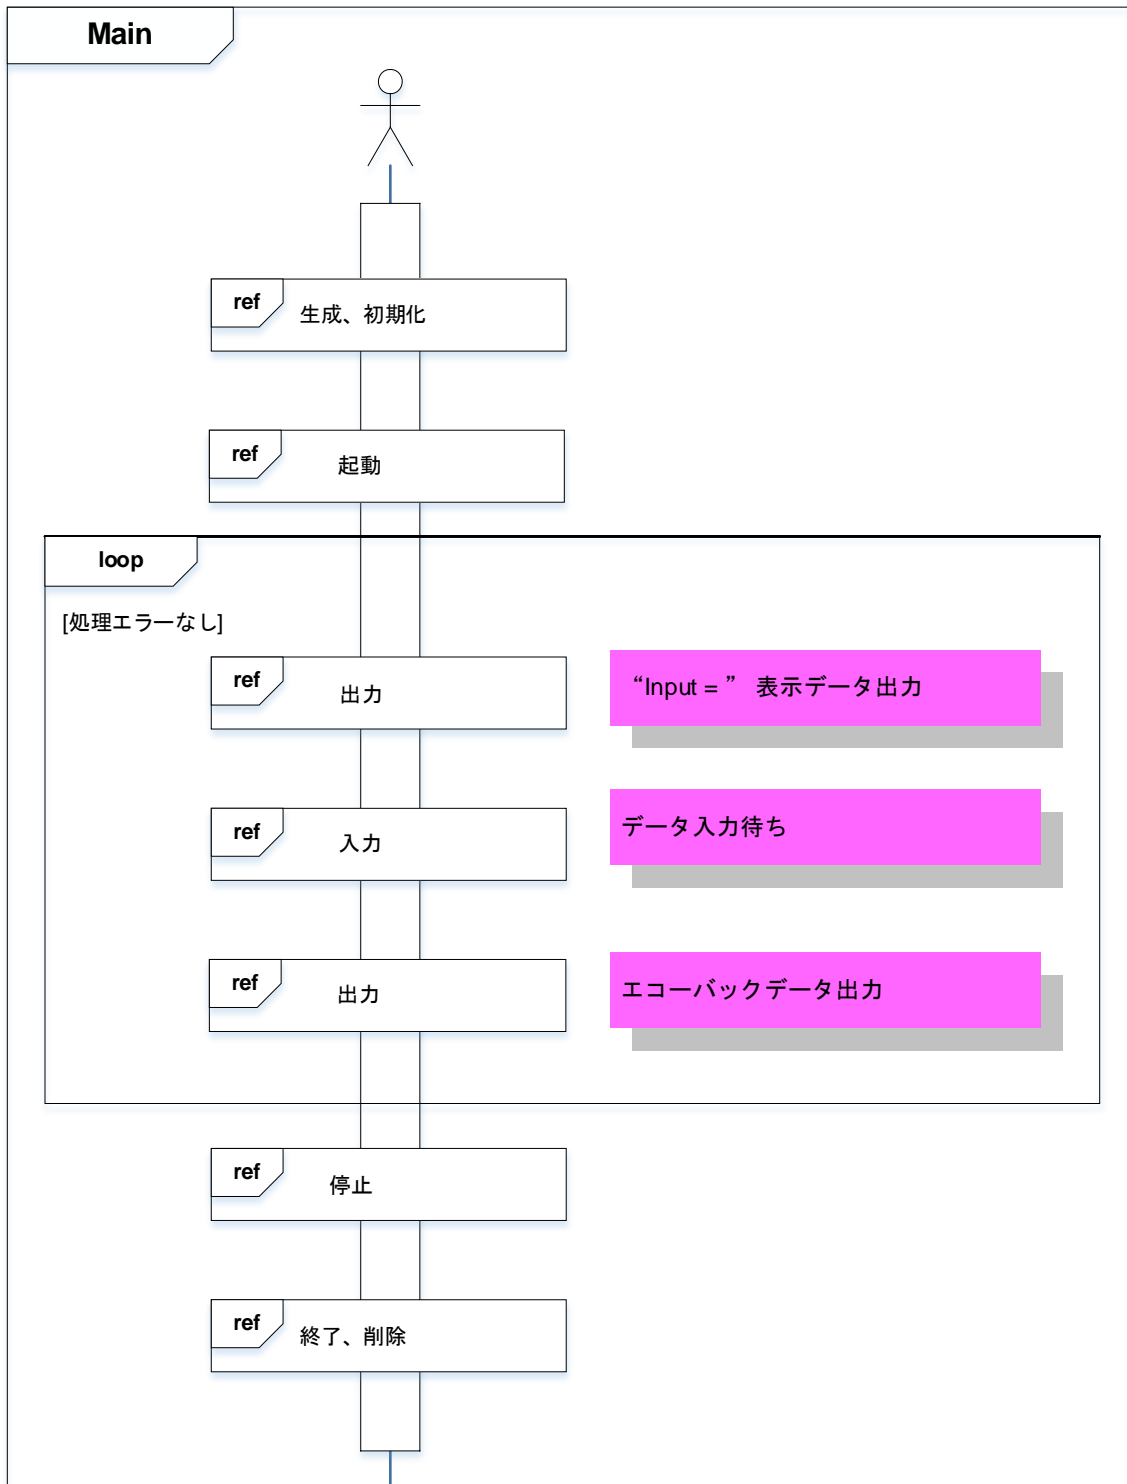 Main
ref
生成、初期化
ref
起動
loop
[処理エラーなし]
ref
出力
“Input = ” 表示データ出力
ref
入力
データ入力待ち
ref
出力
エコーバックデータ出力
ref
停止
ref
終了、削除